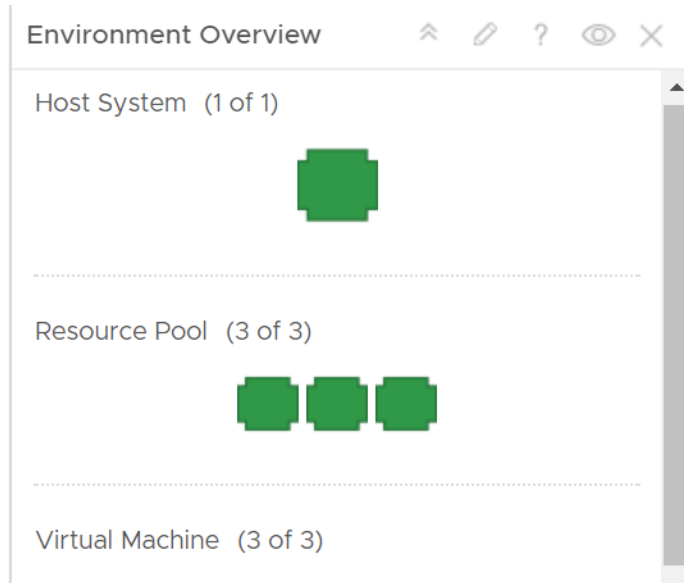 Environment Overview ?
Host System (1 of 1)
Resource Pool (3 of 3)
Virtual Machine (3 of 3)